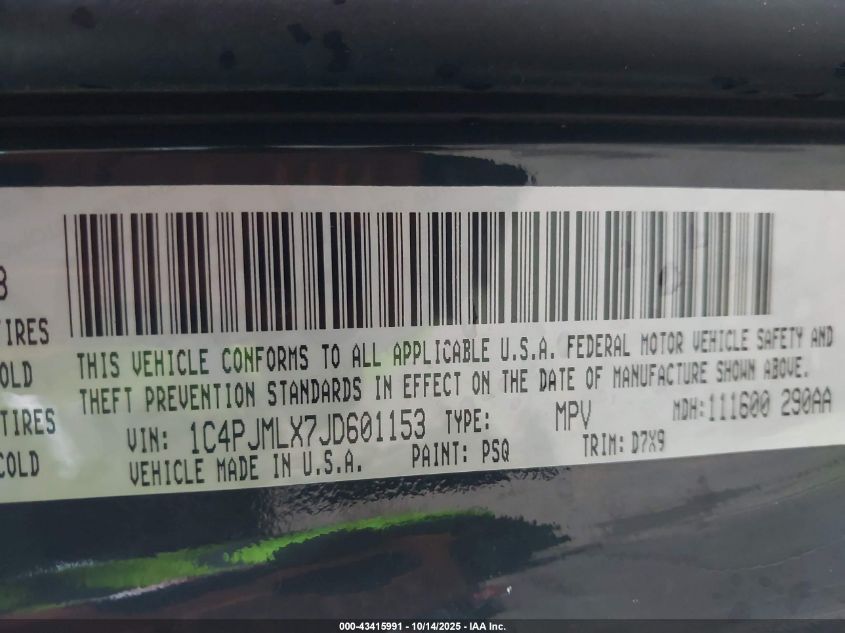 8
TIRES
OLD
TIRES
COLD
THIS VEHICLE CONFORMS TO ALL APPLICABLE U.S.A. FEDERAL MOTOR VEHICLE SAFETY AND
THEFT PREVENTION STANDARDS IN EFFECT ON THE DATE OF MANUFACTURE SHOWN ABOVE.
VIN: 1C4PJMLX7JD601153 TYPE: MPV MDH: 111600 290AA
VEHICLE MADE IN U.S.A. PAINT: PSQ TRIM: D7X9
000-43415991 - 10/14/2025 - IAA Inc.